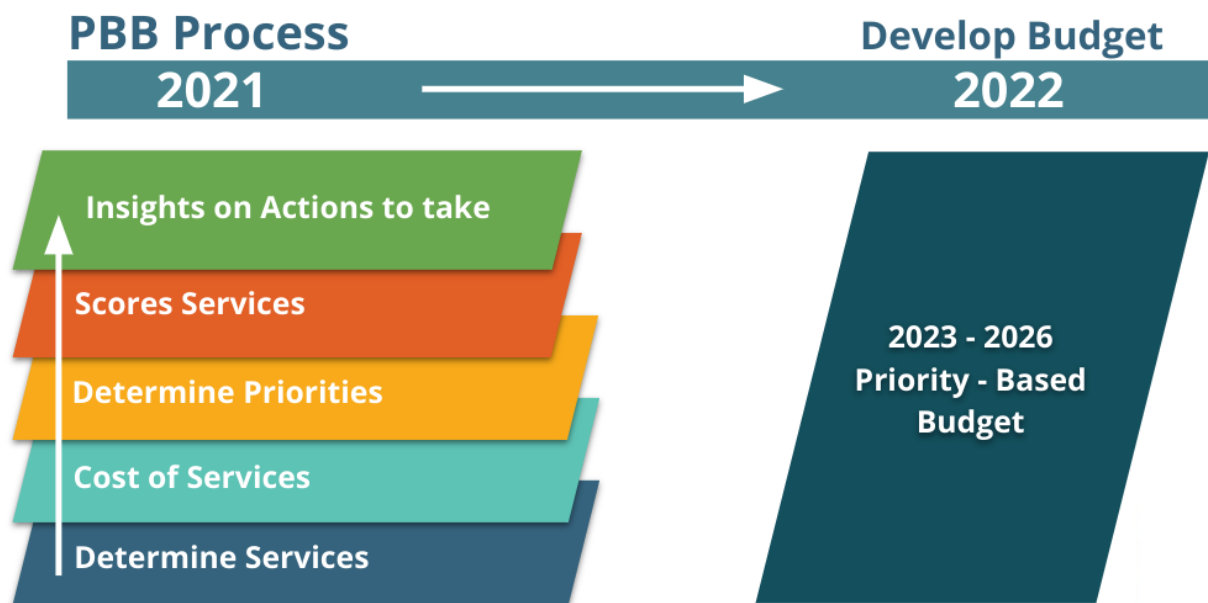 PBB Process
Develop Budget
2021
2022
Insights on Actions to take
Scores Services
Determine Priorities
Cost of Services
Determine Services
2023 - 2026
Priority - Based
Budget